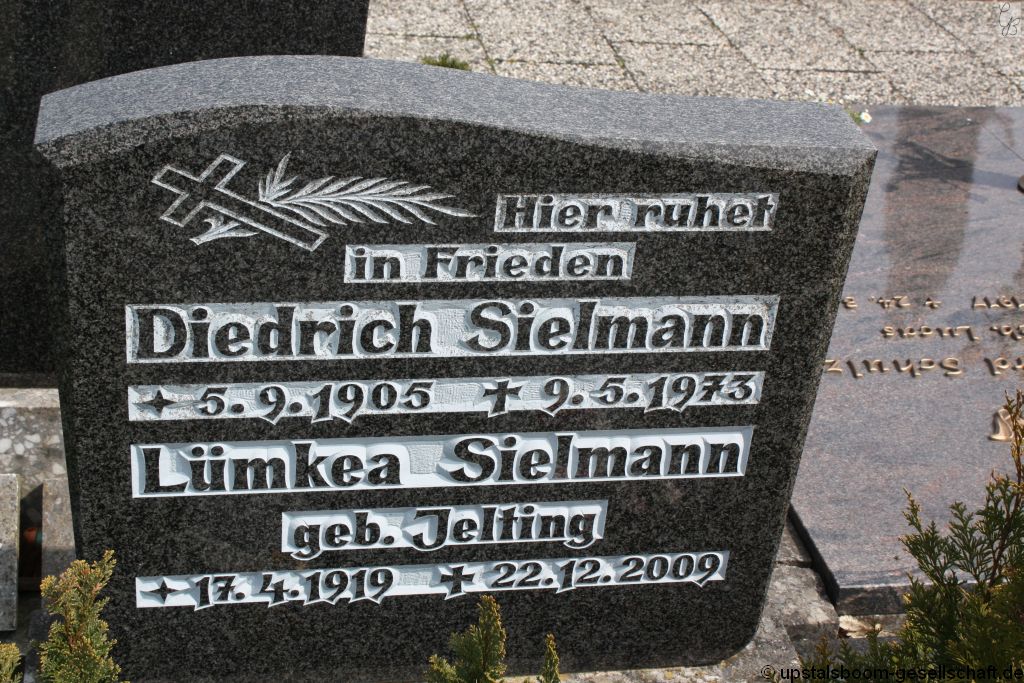 Hier ruhet
in Frieden
Diedrich Sielmann
✦ 5.9.1905 ✝ 9.5.1973
Lümkea Sielmann
geb. Jelting
✦ 17.4.1919 ✝ 22.12.2009
Schulz
© upstalsboom-gesellschaft.de